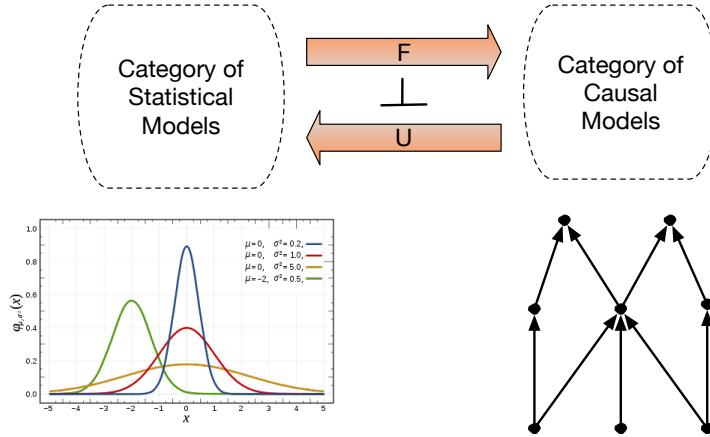 Category of
Statistical
Models
F
U
Category of
Causal
Models
φμ,σ²(x)
1.0
0.8
0.6
0.4
0.2
0.0
μ=0, σ²=0.2,
μ=0, σ²=1.0,
μ=0, σ²=5.0,
μ=−2, σ²=0.5,
−5 −4 −3 −2 −1 0 1 2 3 4 5
x